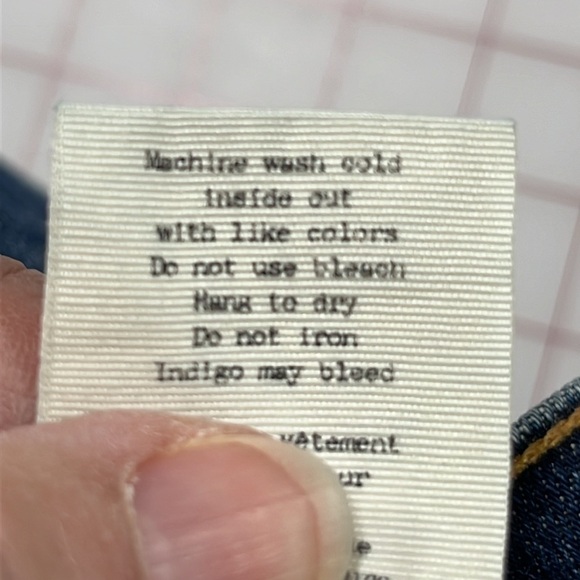 Machine wash cold
inside out
with like colors
Do not use bleach
Hang to dry
Do not iron
Indigo may bleed
vêtement